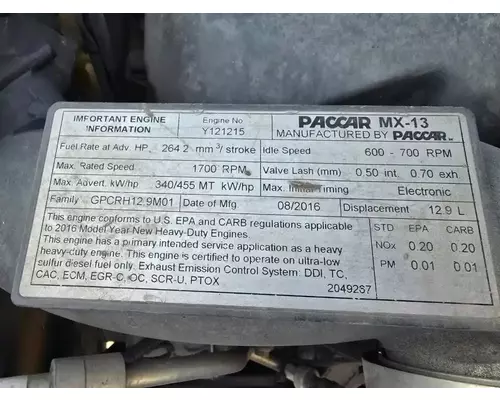 IMPORTANT ENGINE INFORMATION
Engine No
Y121215
PACCAR MX-13
MANUFACTURED BY PACCAR INC
Fuel Rate at Adv. HP. 264.2 mm³/stroke
Idle Speed 600 - 700 RPM
Max. Rated Speed 1700 RPM
Valve Lash (mm) 0.50 int. 0.70 exh.
Max. Advert. kW/hp 340/455 MT kW/hp
Max. Initial Timing Electronic
Family GPCRH12.9M01
Date of Mfg 08/2016
Displacement 12.9 L
This engine conforms to U.S. EPA and CARB regulations applicable
to 2016 Model Year New Heavy-Duty Engines.
This engine has a primary intended service application as a heavy
heavy-duty engine. This engine is certified to operate on ultra-low
sulfur diesel fuel only. Exhaust Emission Control System: DDI, TC,
CAC, ECM, EGR-C, OC, SCR-U, PTOX
STD EPA CARB
NOx 0.20 0.20
PM 0.01 0.01
2049287